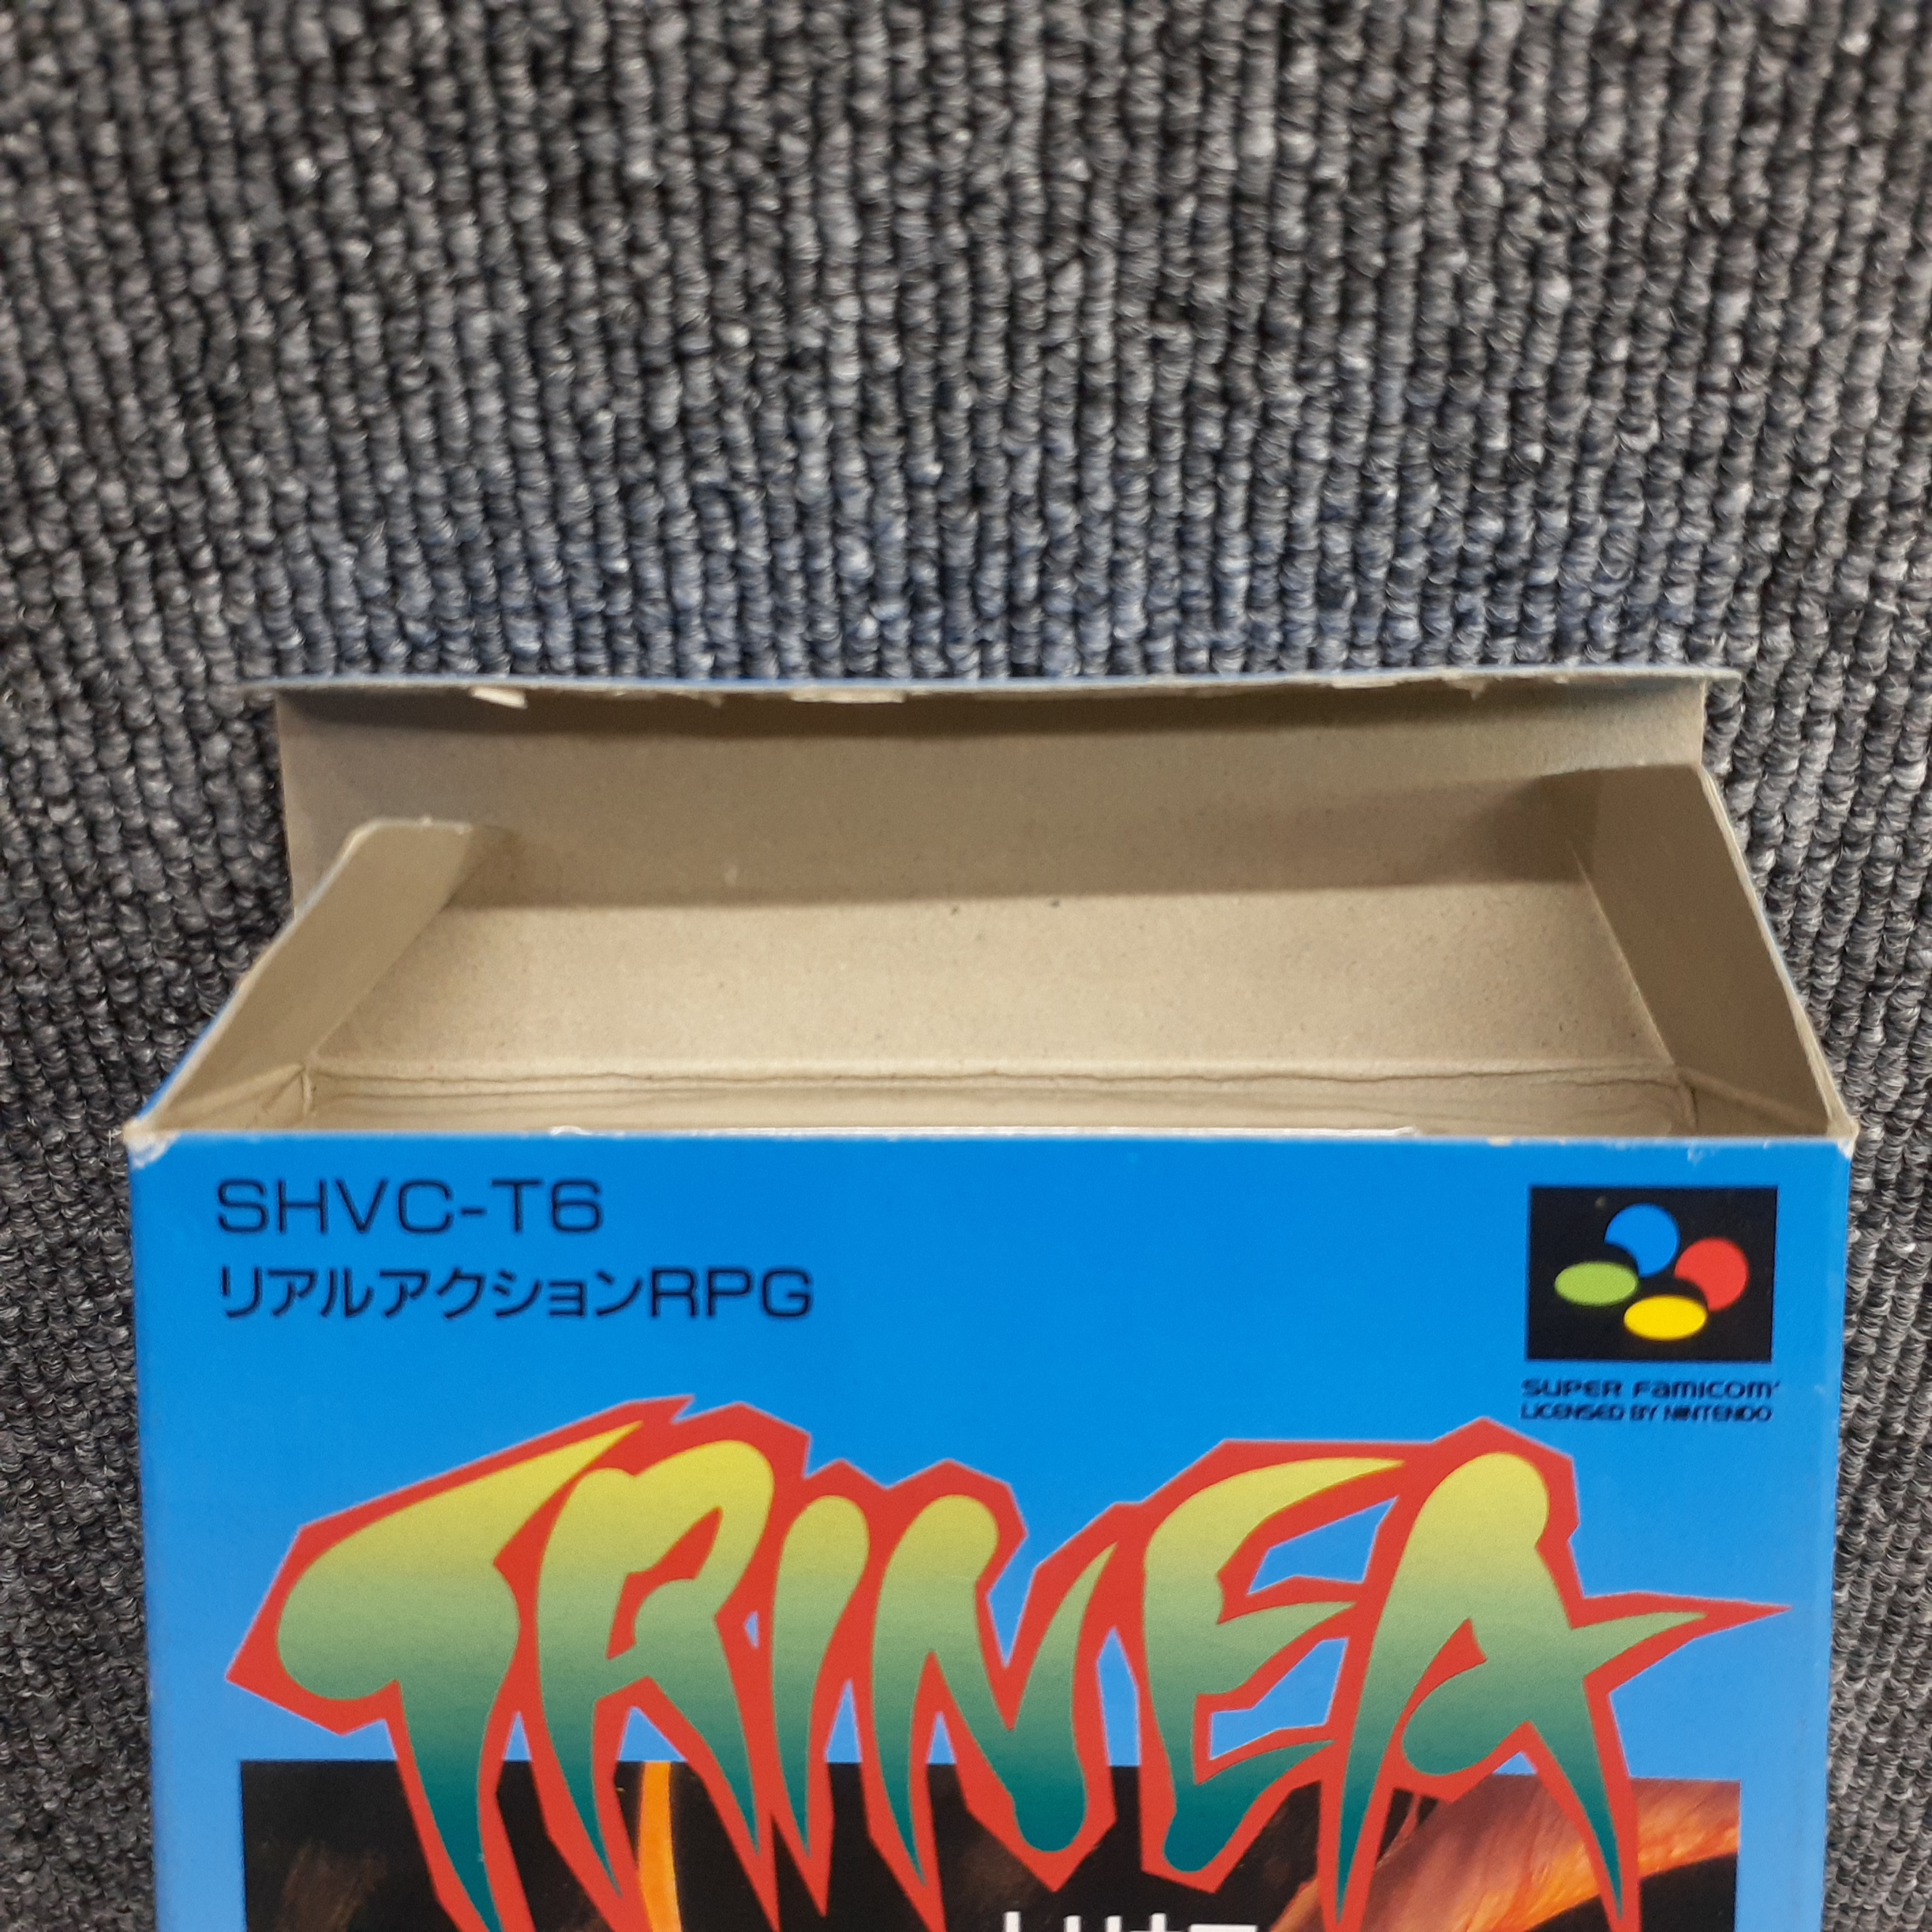 SHVC-T6
リアルアクションRPG
SUPER Famicom
LICENSED BY NINTENDO
TRINEA